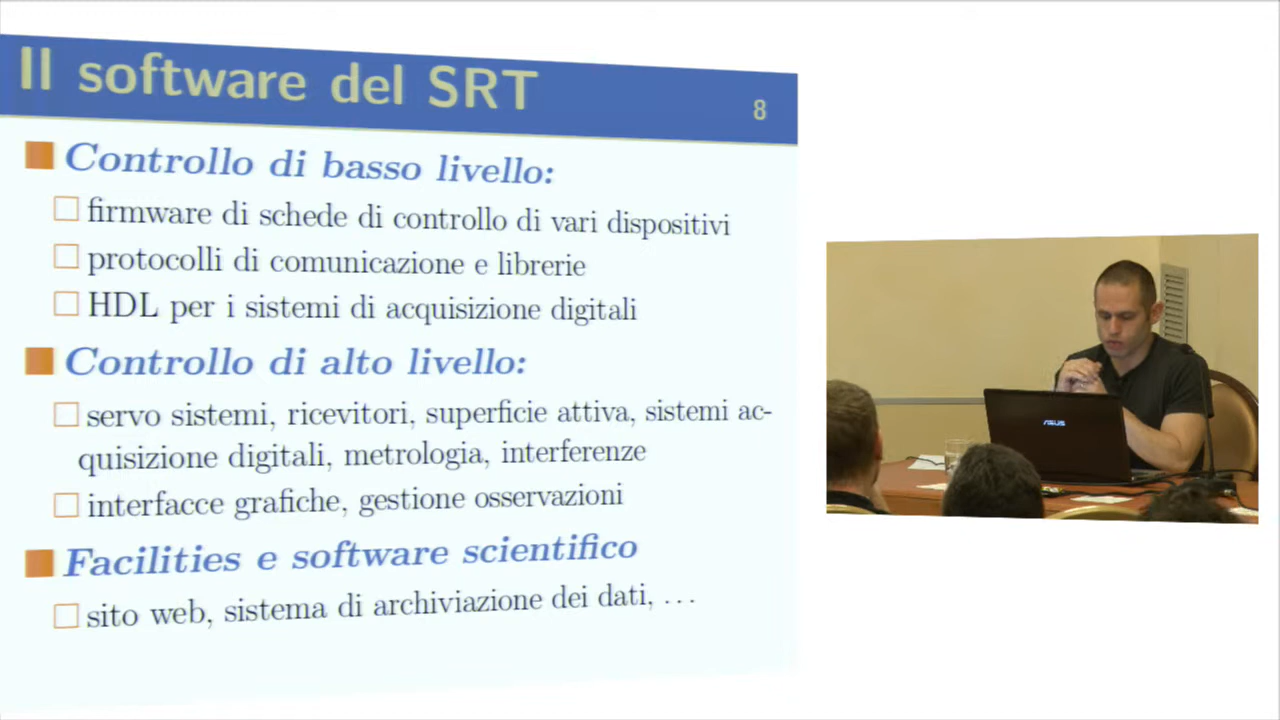 Il software del SRT
8
Controllo di basso livello:
firmware di schede di controllo di vari dispositivi
protocolli di comunicazione e librerie
HDL per i sistemi di acquisizione digitali
Controllo di alto livello:
servo sistemi, ricevitori, superficie attiva, sistemi ac-
quisizione digitali, metrologia, interferenze
interfacce grafiche, gestione osservazioni
Facilities e software scientifico
sito web, sistema di archiviazione dei dati, ...
ASUS